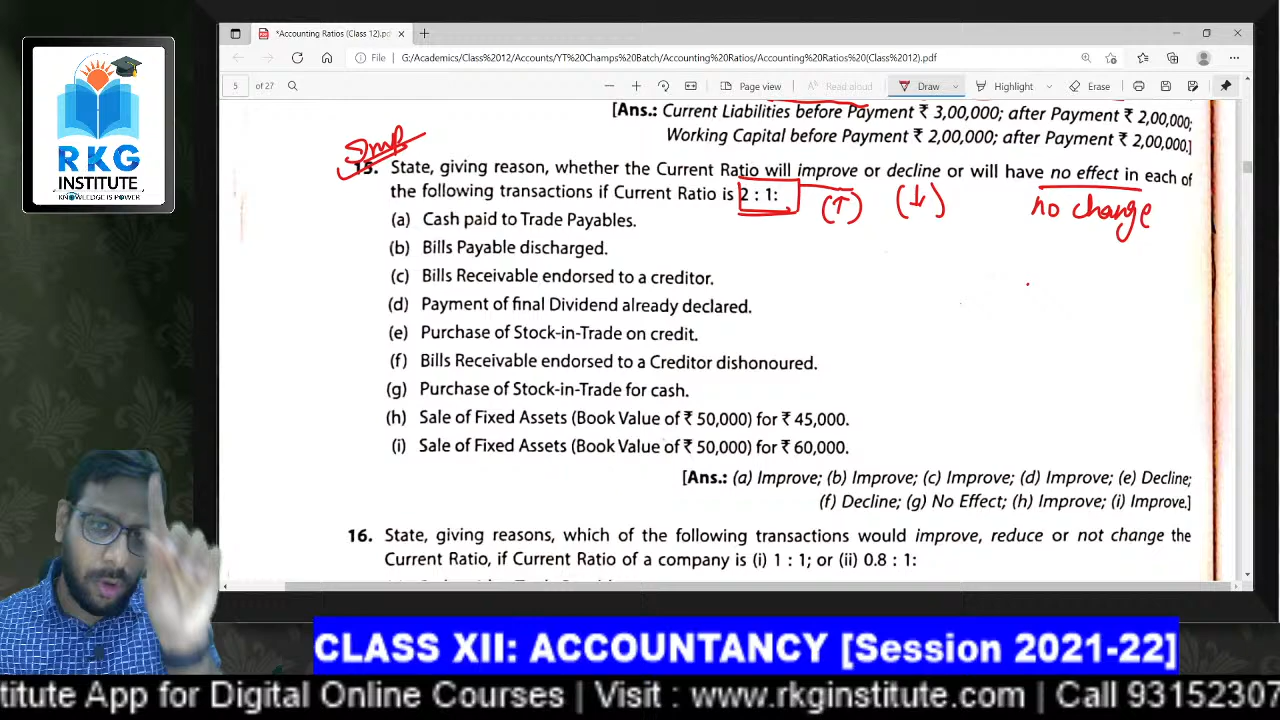 *Accounting Ratios (Class 12).pd
File
G:/Academics/Class%2012/Accounts/YT%20Champs%20Batch/Accounting%20Ratios/Accounting%20Ratios%20(Class%2012).pdf
5 of 27
Page view
Read aloud
Draw
Highlight
Erase
[Ans.: Current Liabilities before Payment ₹ 3,00,000; after Payment ₹ 2,00,000;
Working Capital before Payment ₹ 2,00,000; after Payment ₹ 2,00,000.]
Imp
15. State, giving reason, whether the Current Ratio will improve or decline or will have no effect in each of
the following transactions if Current Ratio is 2 : 1:
(↑) (↓) no change
(a) Cash paid to Trade Payables.
(b) Bills Payable discharged.
(c) Bills Receivable endorsed to a creditor.
(d) Payment of final Dividend already declared.
(e) Purchase of Stock-in-Trade on credit.
(f) Bills Receivable endorsed to a Creditor dishonoured.
(g) Purchase of Stock-in-Trade for cash.
(h) Sale of Fixed Assets (Book Value of ₹ 50,000) for ₹ 45,000.
(i) Sale of Fixed Assets (Book Value of ₹ 50,000) for ₹ 60,000.
[Ans.: (a) Improve; (b) Improve; (c) Improve; (d) Improve; (e) Decline;
(f) Decline; (g) No Effect; (h) Improve; (i) Improve.]
16. State, giving reasons, which of the following transactions would improve, reduce or not change the
Current Ratio, if Current Ratio of a company is (i) 1 : 1; or (ii) 0.8 : 1:
RKG
INSTITUTE
KNOWLEDGE is POWER
CLASS XII: ACCOUNTANCY [Session 2021-22]
titute App for Digital Online Courses | Visit : www.rkginstitute.com | Call 93152307